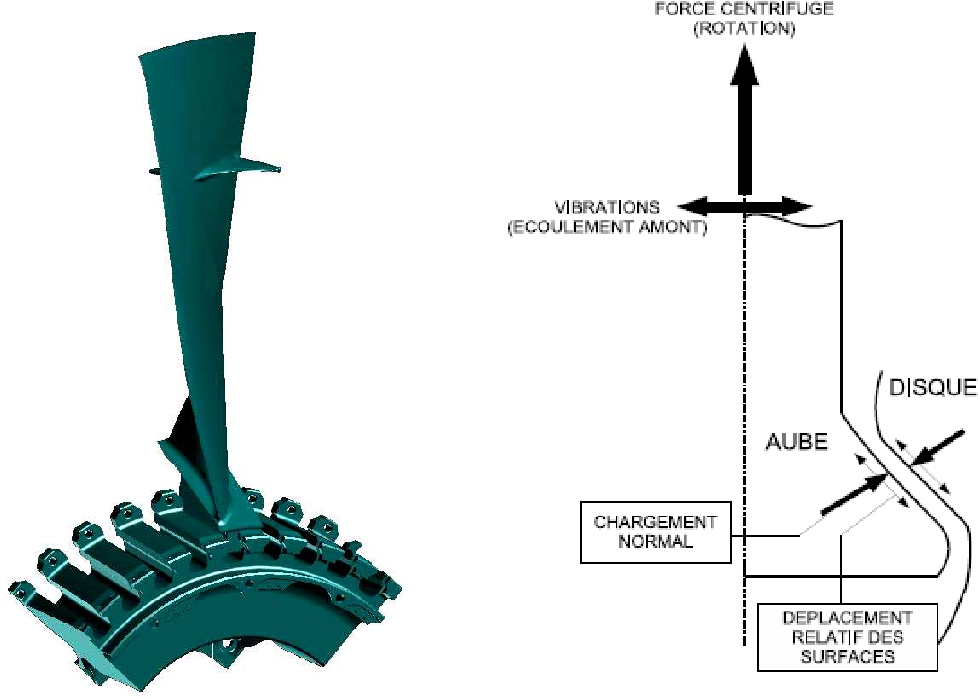 FORCE CENTRIFUGE
(ROTATION)
VIBRATIONS
(ECOULEMENT AMONT)
DISQUE
AUBE
CHARGEMENT
NORMAL
DEPLACEMENT
RELATIF DES
SURFACES